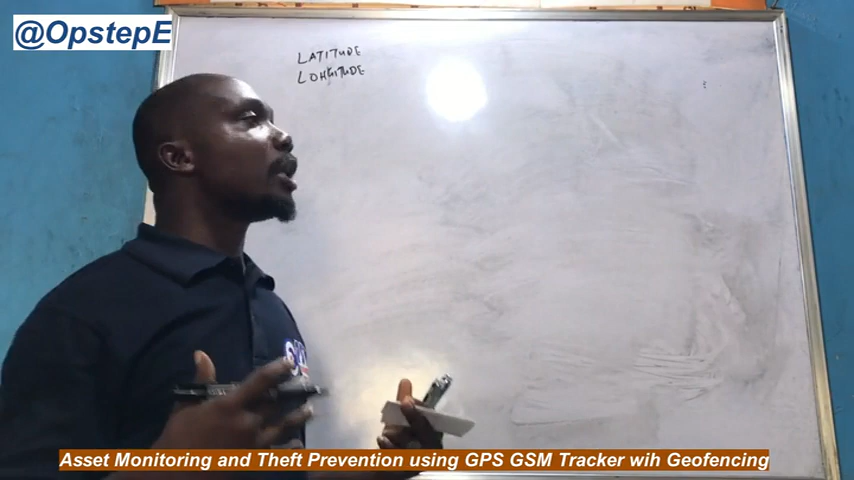 @OpstepE
LATITUDE
LONGITUDE
Asset Monitoring and Theft Prevention using GPS GSM Tracker wih Geofencing